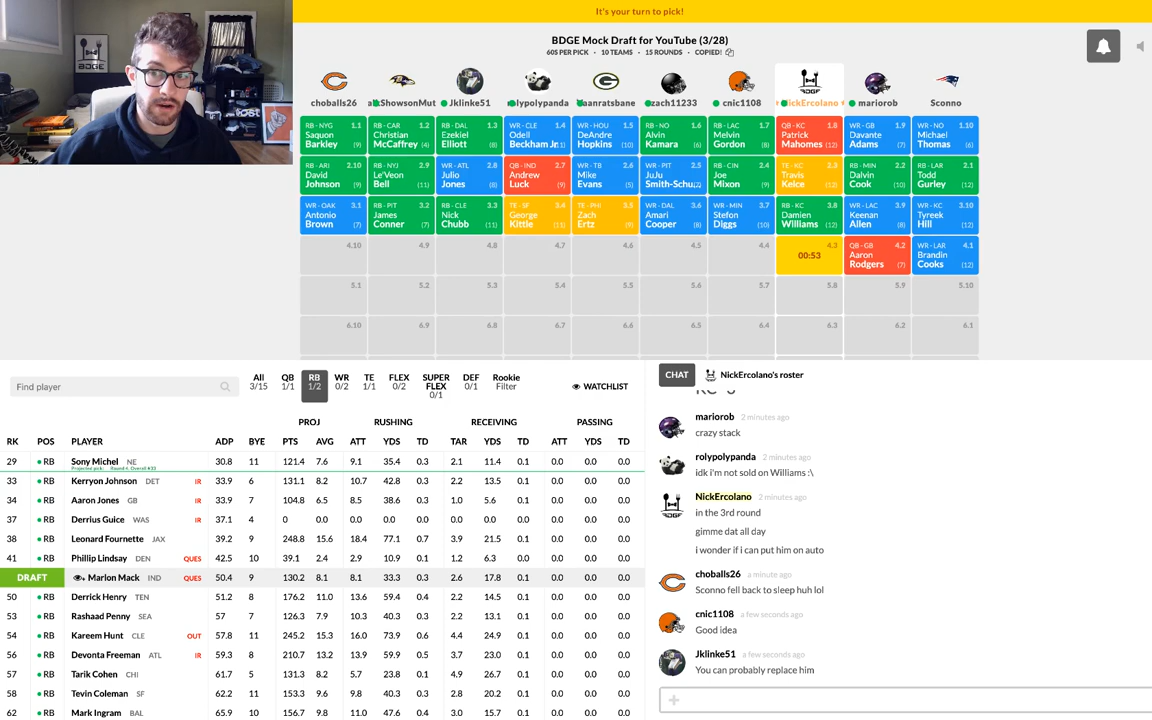 It's your turn to pick!
BDGE Mock Draft for YouTube (3/28)
60S PER PICK • 10 TEAMS • 15 ROUNDS • COPIED!
BDGE
choballs26 Jklinke51 zach11233 cnic1108 mariorob Sconno
RB - NYG 1.1 RB - CAR 1.2 RB - DAL 1.3 WR - CLE 1.4 WR - HOU 1.5 RB - NO 1.6 RB - LAC 1.7 QB - KC 1.8 WR - GB 1.9 WR - NO 1.10
Saquon Christian Ezekiel Odell DeAndre Alvin Melvin Patrick Davante Michael
Barkley (9) McCaffrey (4) Elliott (8) Beckham Jr. Hopkins (10) Kamara (6) Gordon (8) Mahomes (12) Adams (7) Thomas (6)
RB - ARI 2.10 RB - NYJ 2.9 WR - ATL 2.8 QB - IND 2.7 WR - TB 2.6 WR - PIT 2.5 RB - CIN 2.4 TE - KC 2.3 RB - MIN 2.2 RB - LAR 2.1
David Le'Veon Julio Andrew Mike JuJu Joe Travis Dalvin Todd
Johnson (9) Bell (11) Jones (8) Luck (9) Evans (5) Smith-Schu.. Mixon (9) Kelce (12) Cook (10) Gurley (12)
WR - OAK 3.1 RB - PIT 3.2 RB - CLE 3.3 TE - SF 3.4 TE - PHI 3.5 WR - DAL 3.6 WR - MIN 3.7 RB - KC 3.8 WR - LAC 3.9 WR - KC 3.10
Antonio James Nick George Zach Amari Stefon Damien Keenan Tyreek
Brown (7) Conner (7) Chubb (11) Kittle (11) Ertz (9) Cooper (8) Diggs (10) Williams (12) Allen (8) Hill (12)
4.10 4.9 4.8 4.7 4.6 4.5 4.4 4.3 QB - GB 4.2 WR - LAR 4.1
00:53 Aaron Brandin
Rodgers (7) Cooks (12)
5.1 5.2 5.3 5.4 5.5 5.6 5.7 5.8 5.9 5.10
6.10 6.9 6.8 6.7 6.6 6.5 6.4 6.3 6.2 6.1
Find player
All QB RB WR TE FLEX SUPER FLEX DEF Rookie
3/15 1/1 1/2 0/2 1/1 0/2 0/1 0/1 Filter
WATCHLIST
PROJ RUSHING RECEIVING PASSING
RK POS PLAYER ADP BYE PTS AVG ATT YDS TD TAR YDS TD ATT YDS TD
29 RB Sony Michel NE 30.8 11 121.4 7.6 9.1 35.4 0.3 2.1 11.4 0.1 0.0 0.0 0.0
Projected pick: Round 4, Overall #33
33 RB Kerryon Johnson DET IR 33.9 6 131.1 8.2 10.7 42.8 0.3 2.2 13.5 0.1 0.0 0.0 0.0
34 RB Aaron Jones GB IR 33.9 7 104.8 6.5 8.5 38.6 0.3 1.0 5.6 0.1 0.0 0.0 0.0
37 RB Derrius Guice WAS IR 37.1 4 0 0.0 0.0 0.0 0.0 0.0 0.0 0.0 0.0 0.0 0.0
38 RB Leonard Fournette JAX 39.2 9 248.8 15.6 18.4 77.1 0.7 3.9 21.5 0.1 0.0 0.0 0.0
41 RB Phillip Lindsay DEN QUES 42.5 10 39.1 2.4 2.9 10.9 0.1 1.2 6.3 0.0 0.0 0.0 0.0
DRAFT Marlon Mack IND QUES 50.4 9 130.2 8.1 8.1 33.3 0.3 2.6 17.8 0.1 0.0 0.0 0.0
50 RB Derrick Henry TEN 51.2 8 176.2 11.0 13.6 59.4 0.4 2.2 14.5 0.1 0.0 0.0 0.0
53 RB Rashaad Penny SEA 57 7 126.3 7.9 10.3 40.3 0.3 2.2 13.1 0.1 0.0 0.0 0.0
54 RB Kareem Hunt CLE OUT 57.8 11 245.2 15.3 16.0 73.9 0.6 4.4 24.9 0.1 0.0 0.0 0.0
56 RB Devonta Freeman ATL IR 59.3 8 210.7 13.2 13.9 59.9 0.5 3.7 23.0 0.1 0.0 0.0 0.0
57 RB Tarik Cohen CHI 61.7 5 131.3 8.2 5.7 23.8 0.1 4.9 26.7 0.1 0.0 0.0 0.0
58 RB Tevin Coleman SF 62.2 11 153.3 9.6 9.8 40.3 0.3 2.8 20.2 0.1 0.0 0.0 0.0
62 RB Mark Ingram BAL 65.9 10 156.7 9.8 11.0 47.6 0.4 3.0 15.7 0.1 0.0 0.0 0.0
CHAT NickErcolano's roster
mariorob 2 minutes ago
crazy stack
rolypolypanda 2 minutes ago
idk i'm not sold on Williams :\
NickErcolano 2 minutes ago
in the 3rd round
gimme dat all day
i wonder if i can put him on auto
choballs26 a minute ago
Sconno fell back to sleep huh lol
cnic1108 a few seconds ago
Good idea
Jklinke51 a few seconds ago
You can probably replace him